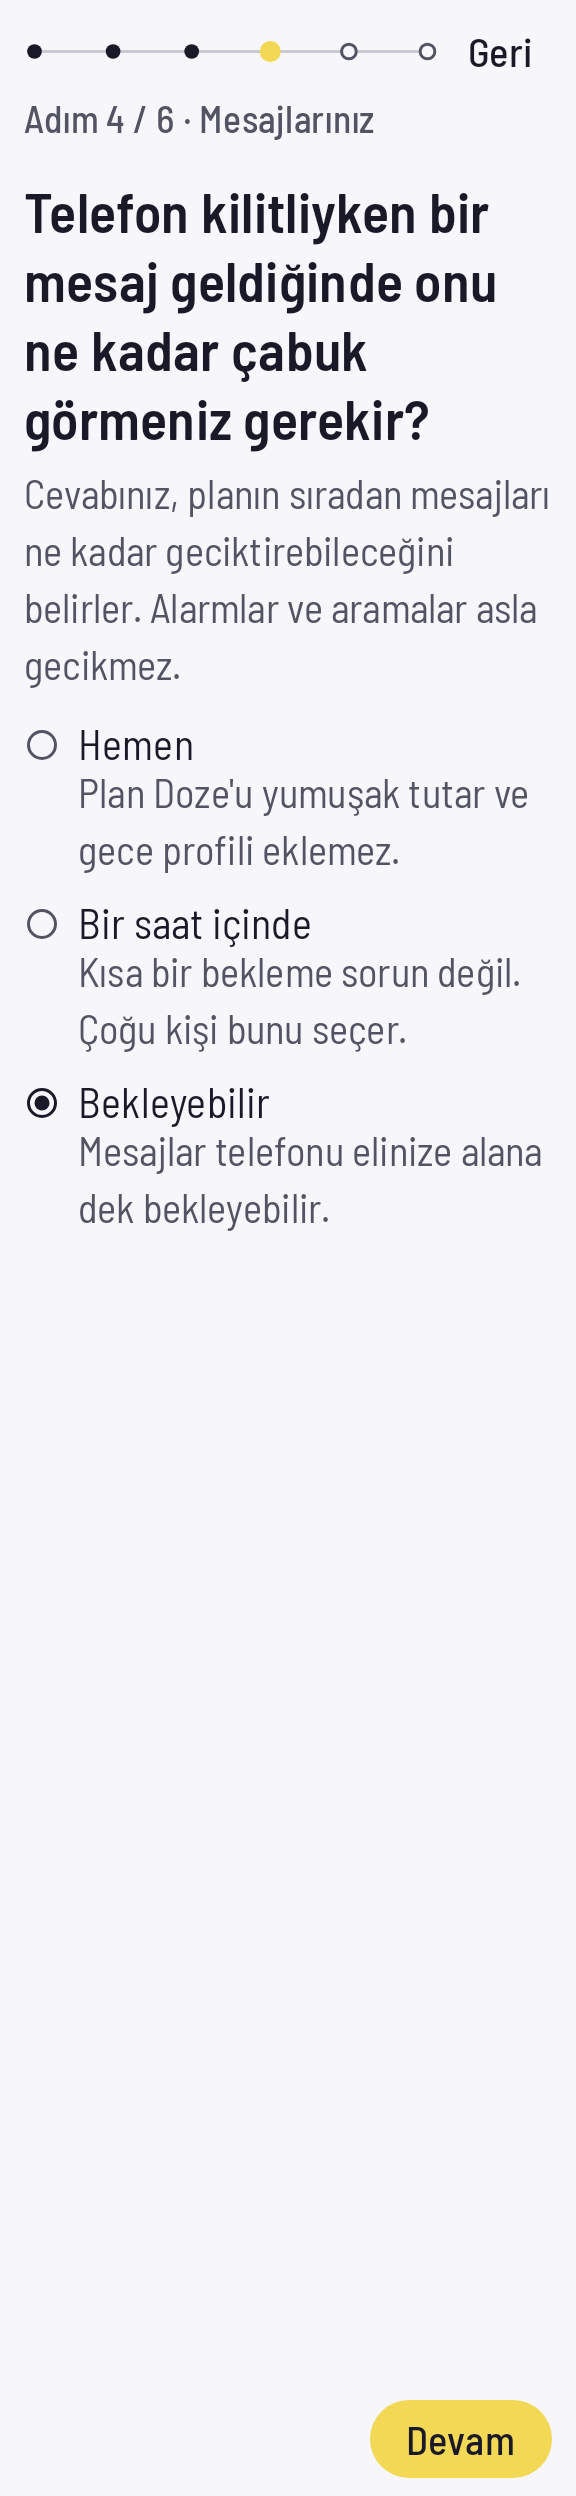 Geri
Adım 4 / 6 · Mesajlarınız
Telefon kilitliyken bir
mesaj geldiğinde onu
ne kadar çabuk
görmeniz gerekir?
Cevabınız, planın sıradan mesajları
ne kadar geciktirebileceğini
belirler. Alarmlar ve aramalar asla
gecikmez.
Hemen
Plan Doze'u yumuşak tutar ve
gece profili eklemez.
Bir saat içinde
Kısa bir bekleme sorun değil.
Çoğu kişi bunu seçer.
Bekleyebilir
Mesajlar telefonu elinize alana
dek bekleyebilir.
Devam